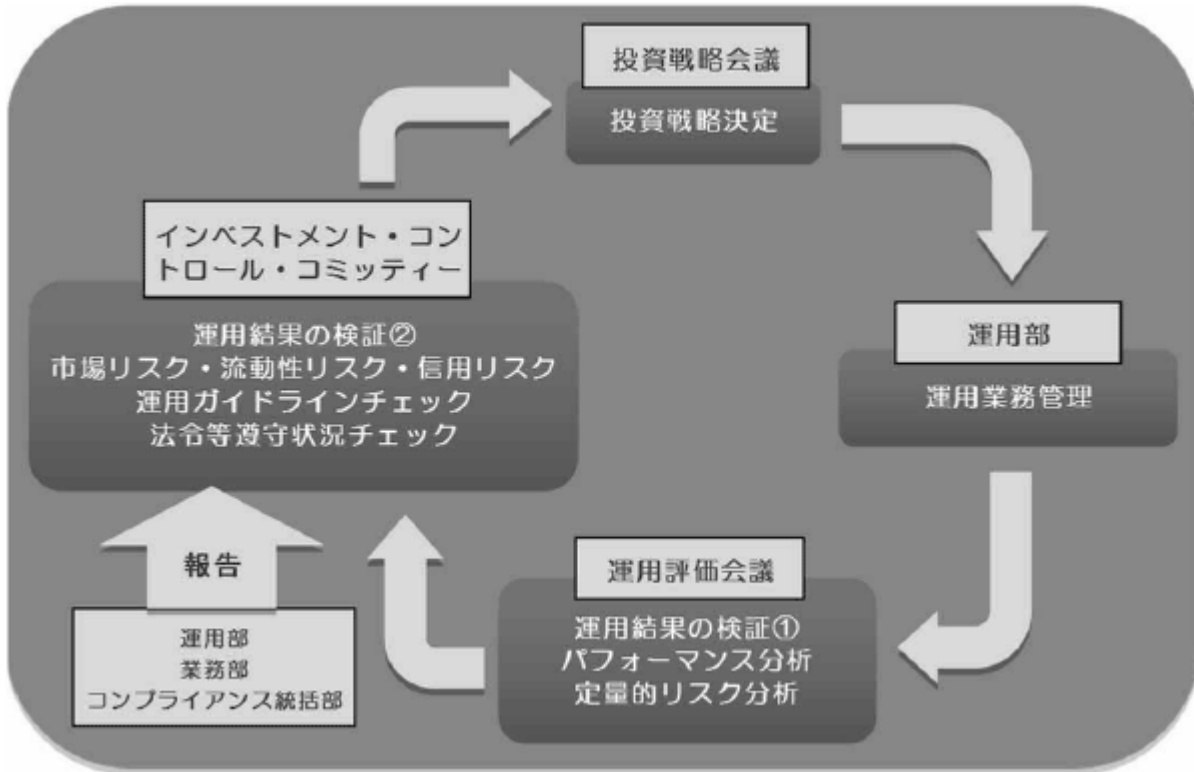 投資戦略会議
投資戦略決定
運用部
運用業務管理
運用評価会議
運用結果の検証①
パフォーマンス分析
定量的リスク分析
インベストメント・コン
トロール・コミッティー
運用結果の検証②
市場リスク・流動性リスク・信用リスク
運用ガイドラインチェック
法令等遵守状況チェック
報告
運用部
業務部
コンプライアンス統括部